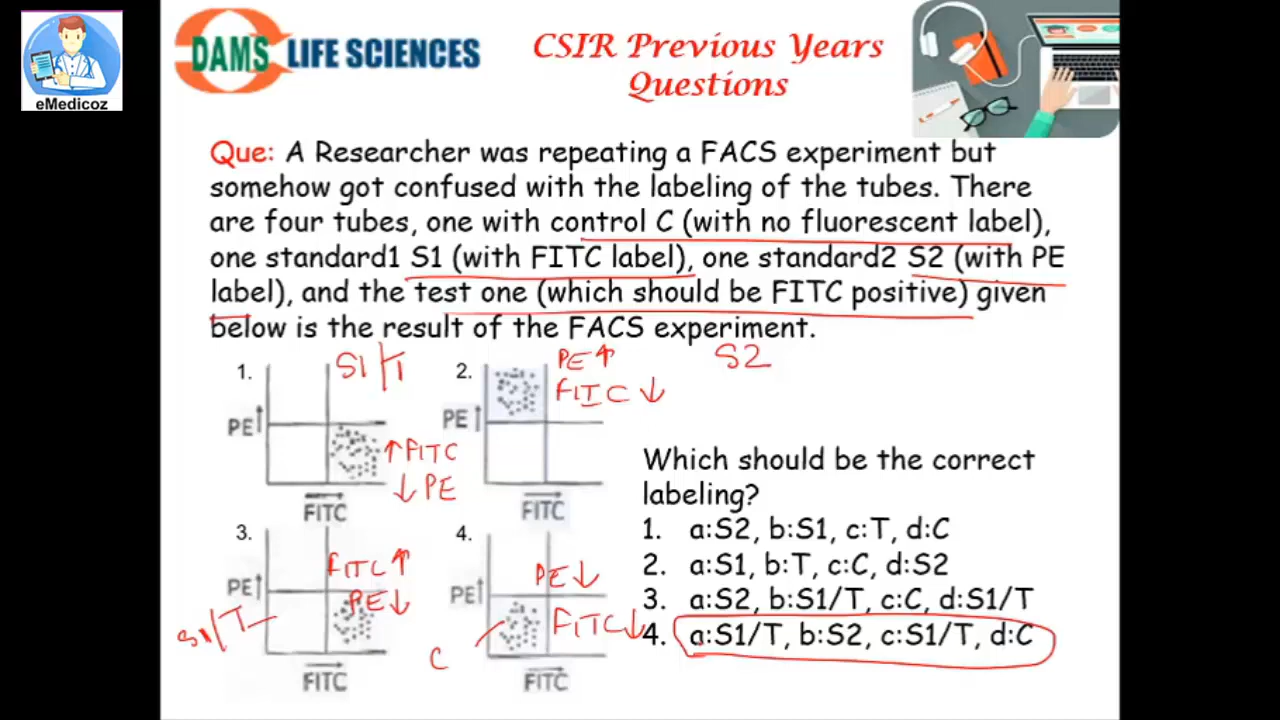 eMedicoz
DAMS LIFE SCIENCES
CSIR Previous Years
Questions
Que: A Researcher was repeating a FACS experiment but
somehow got confused with the labeling of the tubes. There
are four tubes, one with control C (with no fluorescent label),
one standard1 S1 (with FITC label), one standard2 S2 (with PE
label), and the test one (which should be FITC positive) given
below is the result of the FACS experiment.
1.
S1/T
PE↑
↑FITC
↓PE
FITC
2.
PE↑
FITC↓
S2
PE↑
FITC
3.
FITC↑
PE↓
PE↑
S1/T
FITC
4.
PE↓
FITC↓
PE↑
C
FITC
Which should be the correct
labeling?
1. a:S2, b:S1, c:T, d:C
2. a:S1, b:T, c:C, d:S2
3. a:S2, b:S1/T, c:C, d:S1/T
4. a:S1/T, b:S2, c:S1/T, d:C